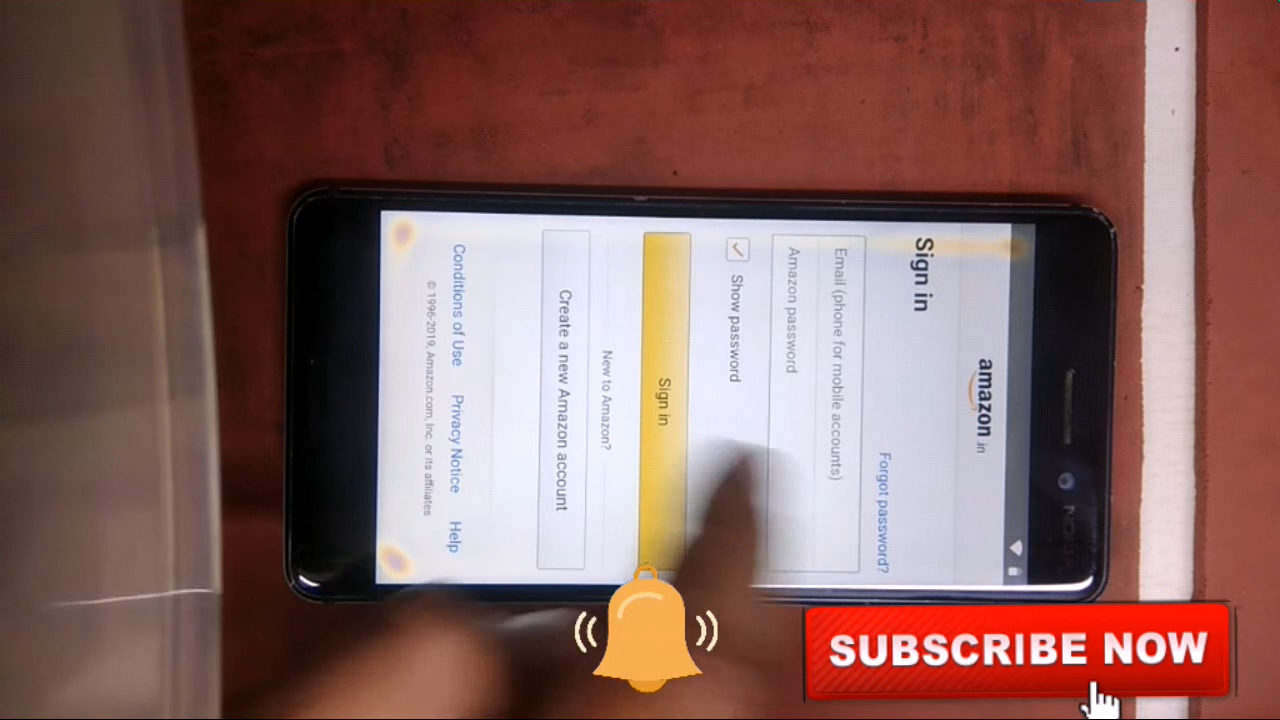 NOKIA
amazon.in
Sign in
Forgot password?
Email (phone for mobile accounts)
Amazon password
Show password
Sign in
New to Amazon?
Create a new Amazon account
Conditions of Use Privacy Notice Help
© 1996-2019, Amazon.com, Inc. or its affiliates
SUBSCRIBE NOW